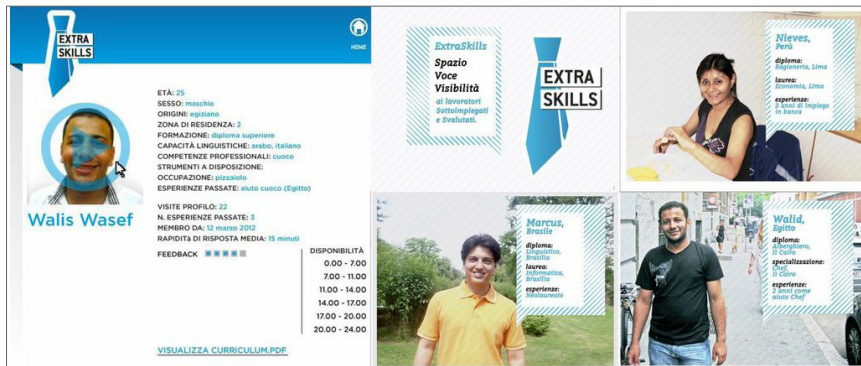 EXTRA
SKILLS
HOME
ETÀ: 25
SESSO: maschio
ORIGINI: egiziano
ZONA DI RESIDENZA: 2
FORMAZIONE: diploma superiore
CAPACITÀ LINGUISTICHE: arabo, italiano
COMPETENZE PROFESSIONALI: cuoco
STRUMENTI A DISPOSIZIONE:
OCCUPAZIONE: pizzaiolo
ESPERIENZE PASSATE: aiuto cuoco (Egitto)
Walis Wasef
VISITE PROFILO: 22
N. ESPERIENZE PASSATE: 3
MEMBRO DA: 12 marzo 2012
RAPIDITà DI RISPOSTA MEDIA: 15 minuti
FEEDBACK
DISPONIBILITÀ
0.00 - 7.00
7.00 - 11.00
11.00 - 14.00
14.00 - 17.00
17.00 - 20.00
20.00 - 24.00
VISUALIZZA CURRICULUM.PDF
ExtraSkills
Spazio
Voce
Visibilità
ai lavoratori
Sottoimpiegati
e Svalutati.
EXTRA
SKILLS
Nieves,
Perù
diploma:
Ragioneria, Lima
laurea:
Economia, Lima
esperienze:
2 anni di impiego
in banca
Marcus,
Brasile
diploma:
Linguistico,
Brasilia
laurea:
Informatica,
Brasilia
esperienze:
Neolaureato
Walid,
Egitto
diploma:
Alberghiero,
Il Cairo
specializzazione:
Chef,
Il Cairo
esperienze:
2 anni come
aiuto Chef